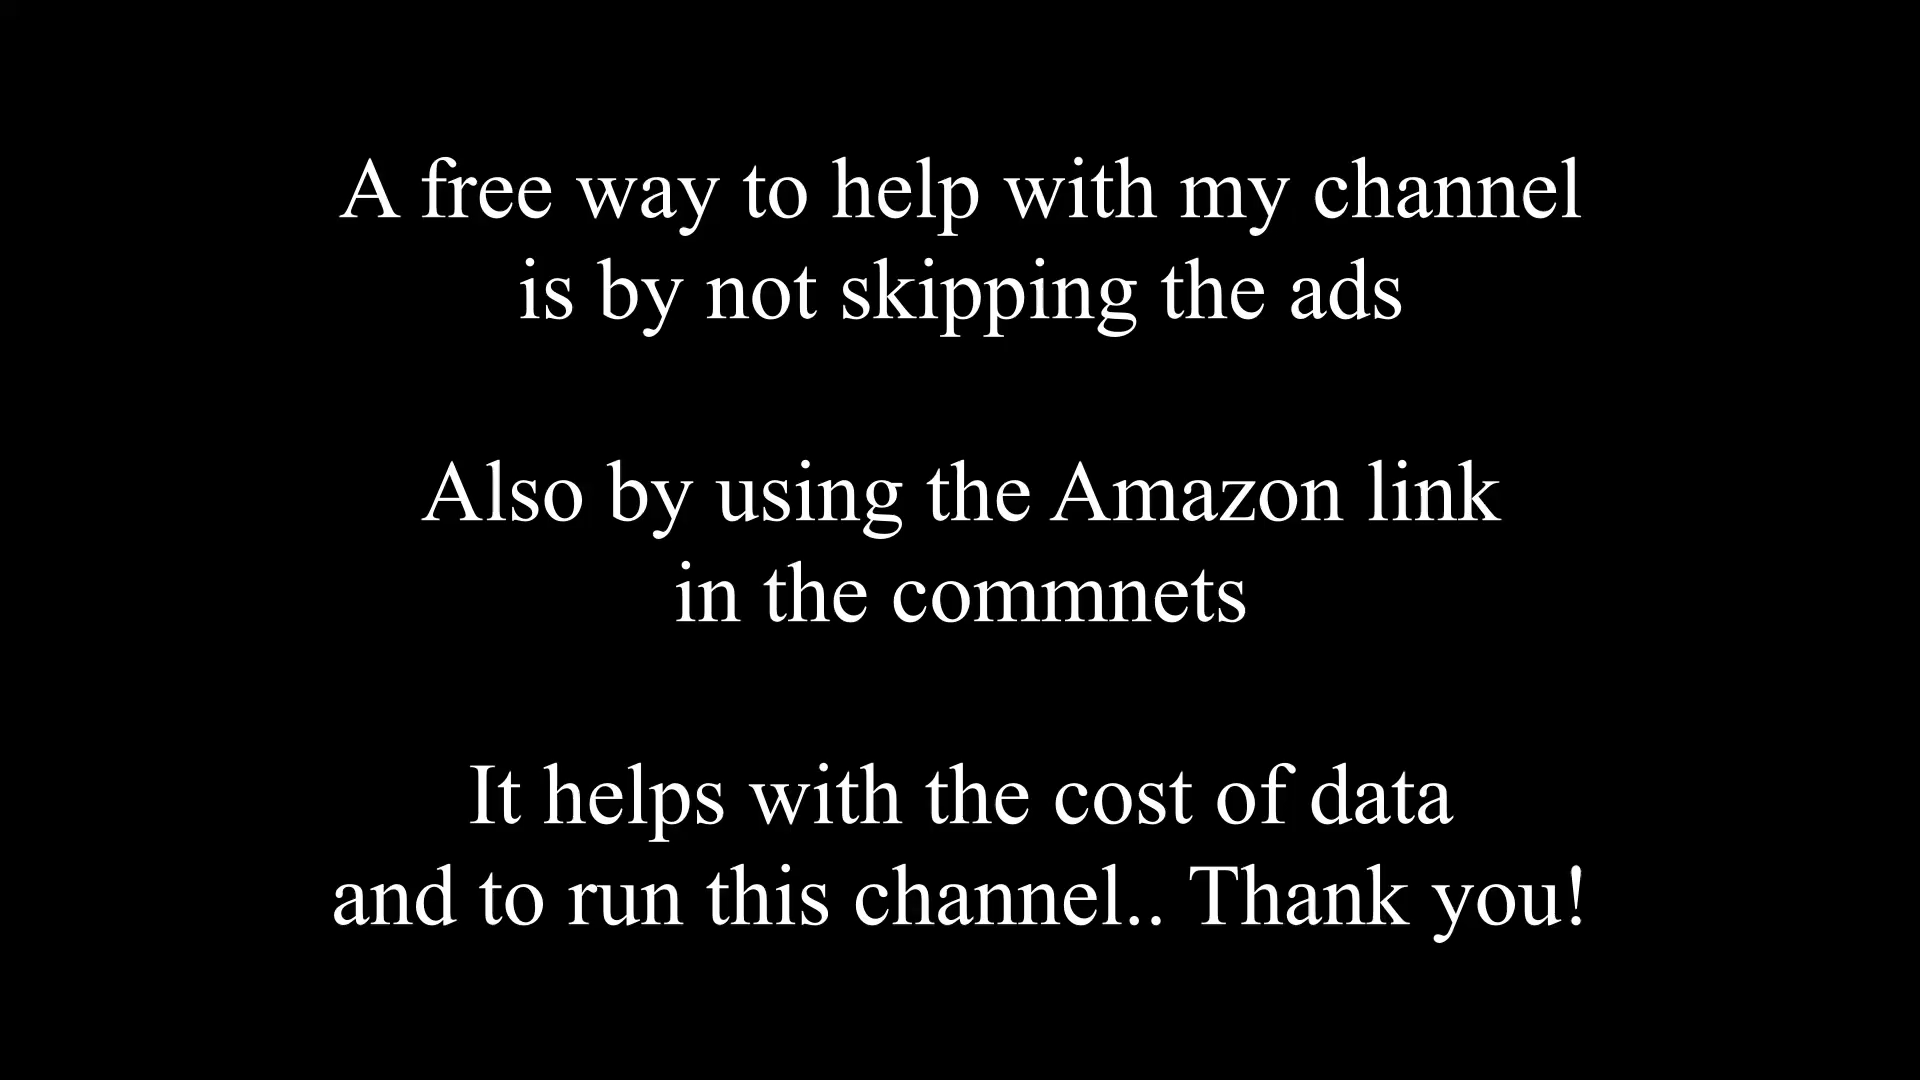 A free way to help with my channel
is by not skipping the ads
Also by using the Amazon link
in the commnets
It helps with the cost of data
and to run this channel.. Thank you!